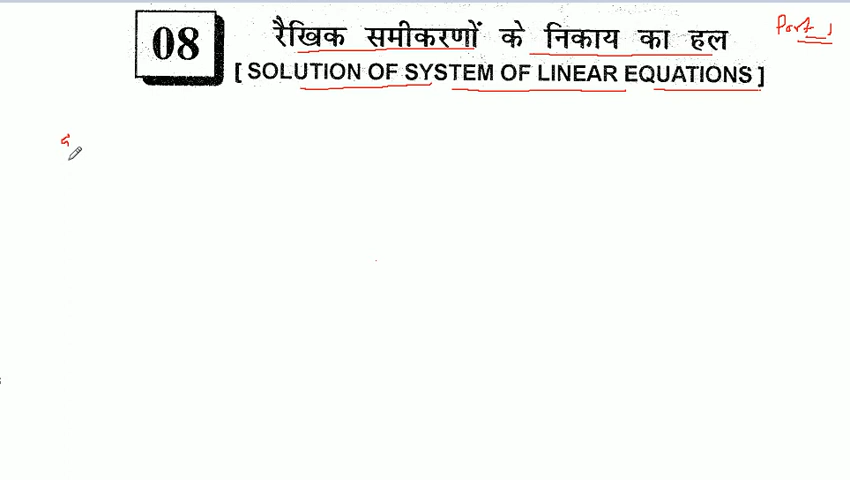 08
रैखिक समीकरणों के निकाय का हल
Part 1
[ SOLUTION OF SYSTEM OF LINEAR EQUATIONS ]